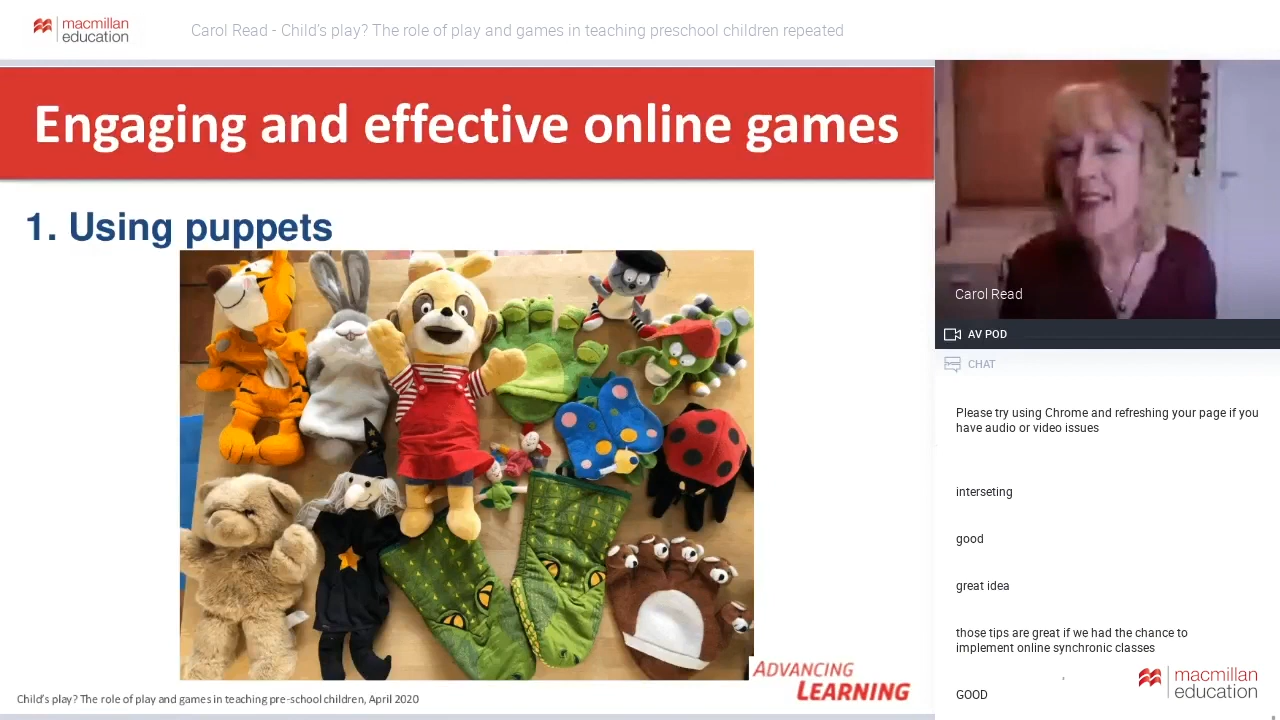 macmillan
education
Carol Read - Child's play? The role of play and games in teaching preschool children repeated
Engaging and effective online games
1. Using puppets
Carol Read
AV POD
CHAT
Please try using Chrome and refreshing your page if you
have audio or video issues
interseting
good
great idea
those tips are great if we had the chance to
implement online synchronic classes
GOOD
ADVANCING
LEARNING
Child's play? The role of play and games in teaching pre-school children, April 2020
macmillan
education